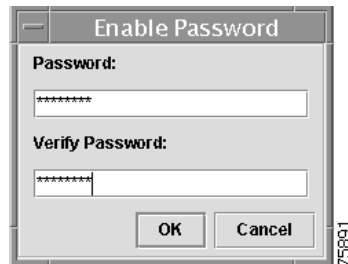 Enable Password
Password:
********
Verify Password:
********
OK Cancel
75891